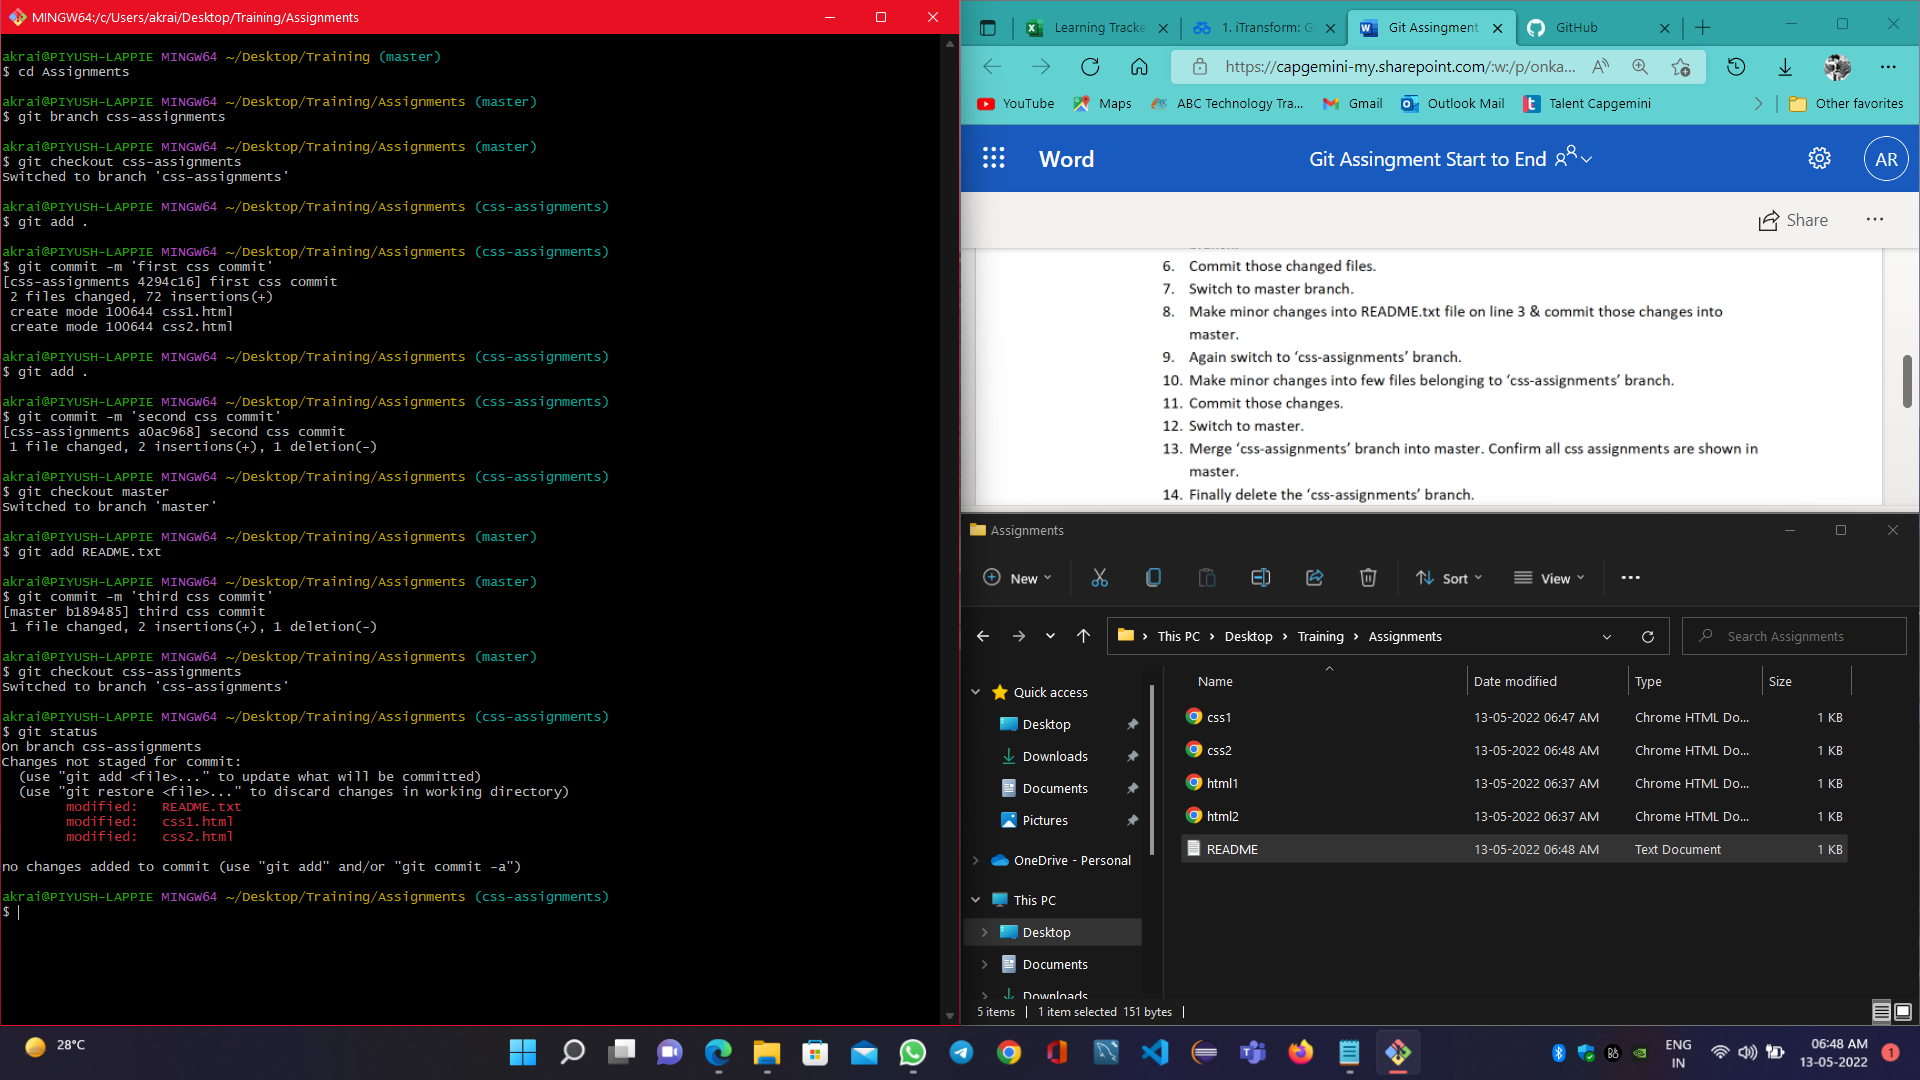 MINGW64:/c/Users/akrai/Desktop/Training/Assignments
akrai@PIYUSH-LAPPIE MINGW64 ~/Desktop/Training (master)
$ cd Assignments
akrai@PIYUSH-LAPPIE MINGW64 ~/Desktop/Training/Assignments (master)
$ git branch css-assignments
akrai@PIYUSH-LAPPIE MINGW64 ~/Desktop/Training/Assignments (master)
$ git checkout css-assignments
Switched to branch 'css-assignments'
akrai@PIYUSH-LAPPIE MINGW64 ~/Desktop/Training/Assignments (css-assignments)
$ git add .
akrai@PIYUSH-LAPPIE MINGW64 ~/Desktop/Training/Assignments (css-assignments)
$ git commit -m 'first css commit'
[css-assignments 4294c16] first css commit
2 files changed, 72 insertions(+)
create mode 100644 css1.html
create mode 100644 css2.html
akrai@PIYUSH-LAPPIE MINGW64 ~/Desktop/Training/Assignments (css-assignments)
$ git add .
akrai@PIYUSH-LAPPIE MINGW64 ~/Desktop/Training/Assignments (css-assignments)
$ git commit -m 'second css commit'
[css-assignments a0ac968] second css commit
1 file changed, 2 insertions(+), 1 deletion(-)
akrai@PIYUSH-LAPPIE MINGW64 ~/Desktop/Training/Assignments (css-assignments)
$ git checkout master
Switched to branch 'master'
akrai@PIYUSH-LAPPIE MINGW64 ~/Desktop/Training/Assignments (master)
$ git add README.txt
akrai@PIYUSH-LAPPIE MINGW64 ~/Desktop/Training/Assignments (master)
$ git commit -m 'third css commit'
[master b189485] third css commit
1 file changed, 2 insertions(+), 1 deletion(-)
akrai@PIYUSH-LAPPIE MINGW64 ~/Desktop/Training/Assignments (master)
$ git checkout css-assignments
Switched to branch 'css-assignments'
akrai@PIYUSH-LAPPIE MINGW64 ~/Desktop/Training/Assignments (css-assignments)
$ git status
On branch css-assignments
Changes not staged for commit:
(use "git add <file>..." to update what will be committed)
(use "git restore <file>..." to discard changes in working directory)
modified: README.txt
modified: css1.html
modified: css2.html
no changes added to commit (use "git add" and/or "git commit -a")
akrai@PIYUSH-LAPPIE MINGW64 ~/Desktop/Training/Assignments (css-assignments)
$
Learning Tracke 1. iTransform: G Git Assingment GitHub
https://capgemini-my.sharepoint.com/:w:/p/onka...
YouTube Maps ABC Technology Tra... Gmail Outlook Mail Talent Capgemini Other favorites
Word Git Assingment Start to End AR
Share
6. Commit those changed files.
7. Switch to master branch.
8. Make minor changes into README.txt file on line 3 & commit those changes into
master.
9. Again switch to ‘css-assignments’ branch.
10. Make minor changes into few files belonging to ‘css-assignments’ branch.
11. Commit those changes.
12. Switch to master.
13. Merge ‘css-assignments’ branch into master. Confirm all css assignments are shown in
master.
14. Finally delete the ‘css-assignments’ branch.
Assignments
New Sort View
This PC Desktop Training Assignments Search Assignments
Name Date modified Type Size
Quick access
Desktop
Downloads
Documents
Pictures
OneDrive - Personal
This PC
Desktop
Documents
Downloads
css1 13-05-2022 06:47 AM Chrome HTML Do... 1 KB
css2 13-05-2022 06:48 AM Chrome HTML Do... 1 KB
html1 13-05-2022 06:37 AM Chrome HTML Do... 1 KB
html2 13-05-2022 06:37 AM Chrome HTML Do... 1 KB
README 13-05-2022 06:48 AM Text Document 1 KB
5 items 1 item selected 151 bytes
28°C
ENG
IN
06:48 AM
13-05-2022
1